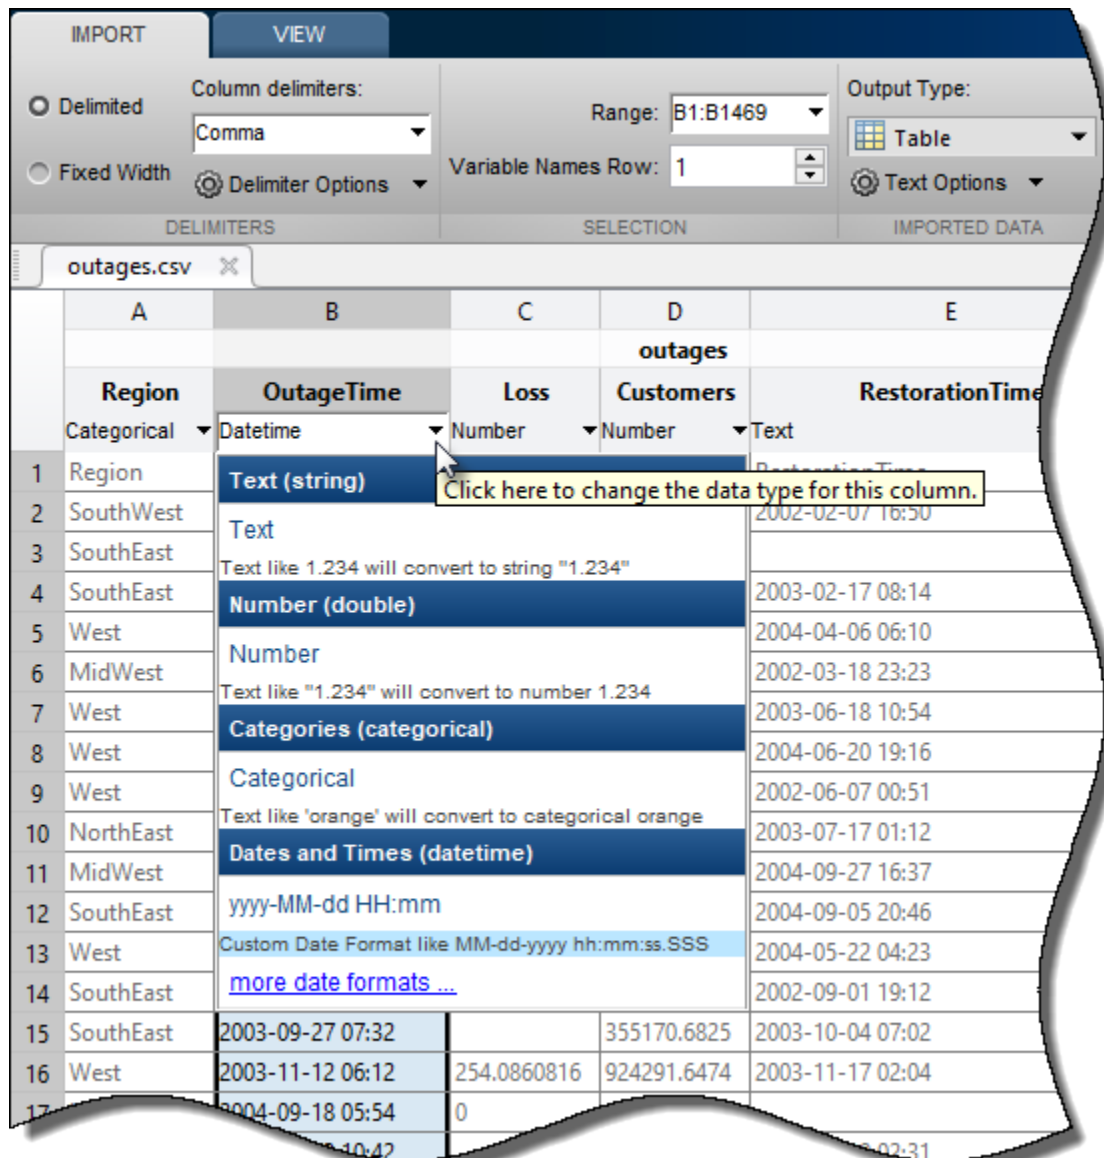 IMPORT VIEW
Column delimiters: Output Type:
Delimited Range: B1:B1469
Comma Table
Variable Names Row: 1
Fixed Width Delimiter Options Text Options
DELIMITERS SELECTION IMPORTED DATA
outages.csv
A B C D E
outages
Region OutageTime Loss Customers RestorationTime
Categorical Datetime Number Number Text
1 Region Text (string) RestorationTime
Click here to change the data type for this column.
2 SouthWest Text 2002-02-07 16:50
3 SouthEast Text like 1.234 will convert to string "1.234"
4 SouthEast Number (double) 2003-02-17 08:14
5 West Number 2004-04-06 06:10
6 MidWest Text like "1.234" will convert to number 1.234 2002-03-18 23:23
7 West Categories (categorical) 2003-06-18 10:54
8 West Categorical 2004-06-20 19:16
9 West Text like 'orange' will convert to categorical orange 2002-06-07 00:51
10 NorthEast Dates and Times (datetime) 2003-07-17 01:12
11 MidWest 2004-09-27 16:37
12 SouthEast yyyy-MM-dd HH:mm 2004-09-05 20:46
13 West Custom Date Format like MM-dd-yyyy hh:mm:ss.SSS 2004-05-22 04:23
14 SouthEast more date formats ... 2002-09-01 19:12
15 SouthEast 2003-09-27 07:32 355170.6825 2003-10-04 07:02
16 West 2003-11-12 06:12 254.0860816 924291.6474 2003-11-17 02:04
17 2004-09-18 05:54 0
10:42 02:31